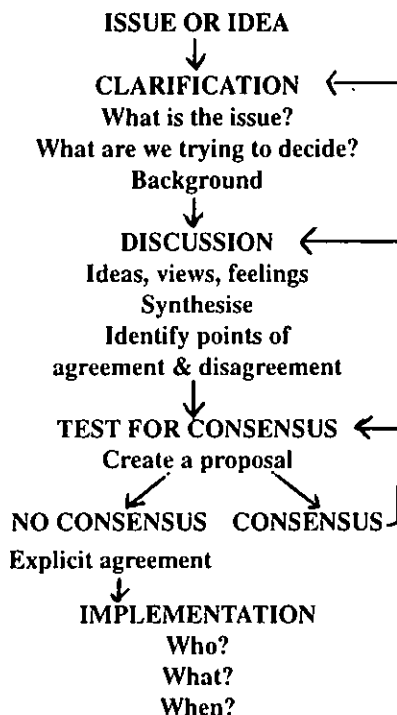 ISSUE OR IDEA
CLARIFICATION
What is the issue?
What are we trying to decide?
Background
DISCUSSION
Ideas, views, feelings
Synthesise
Identify points of
agreement & disagreement
TEST FOR CONSENSUS
Create a proposal
NO CONSENSUS CONSENSUS
Explicit agreement
IMPLEMENTATION
Who?
What?
When?